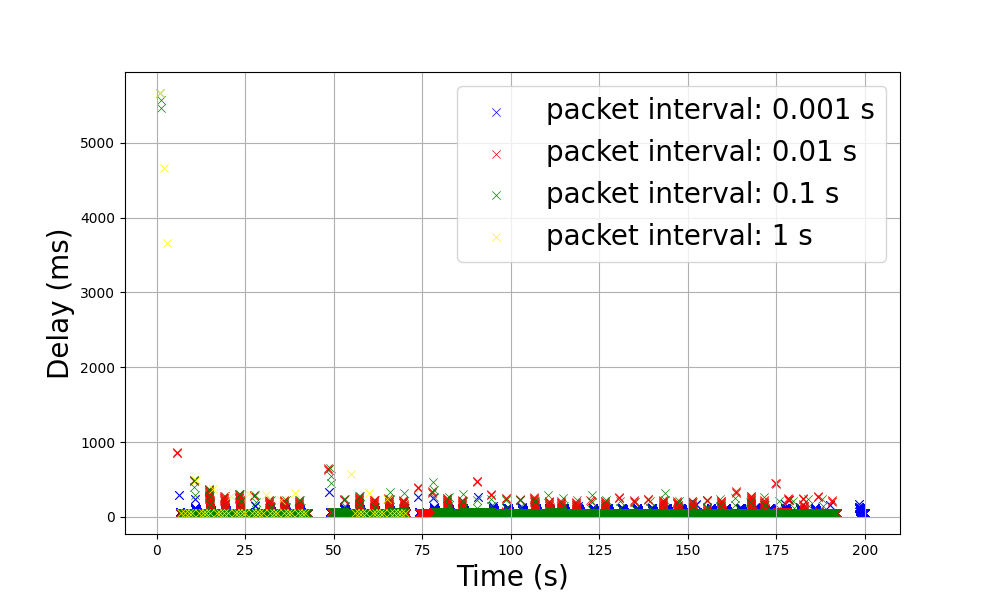 packet interval: 0.001 s
packet interval: 0.01 s
packet interval: 0.1 s
packet interval: 1 s
Delay (ms)
5000
4000
3000
2000
1000
0
0 25 50 75 100 125 150 175 200
Time (s)